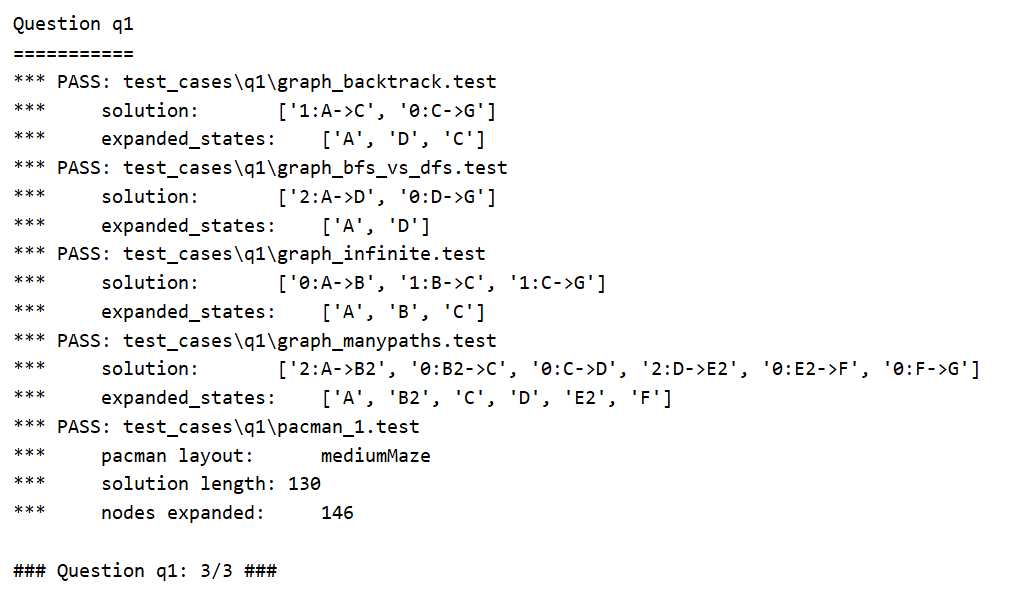 Question q1
===========
*** PASS: test_cases\q1\graph_backtrack.test
***     solution:       ['1:A->C', '0:C->G']
***     expanded_states:    ['A', 'D', 'C']
*** PASS: test_cases\q1\graph_bfs_vs_dfs.test
***     solution:       ['2:A->D', '0:D->G']
***     expanded_states:    ['A', 'D']
*** PASS: test_cases\q1\graph_infinite.test
***     solution:       ['0:A->B', '1:B->C', '1:C->G']
***     expanded_states:    ['A', 'B', 'C']
*** PASS: test_cases\q1\graph_manypaths.test
***     solution:       ['2:A->B2', '0:B2->C', '0:C->D', '2:D->E2', '0:E2->F', '0:F->G']
***     expanded_states:    ['A', 'B2', 'C', 'D', 'E2', 'F']
*** PASS: test_cases\q1\pacman_1.test
***     pacman layout:      mediumMaze
***     solution length: 130
***     nodes expanded:     146
### Question q1: 3/3 ###